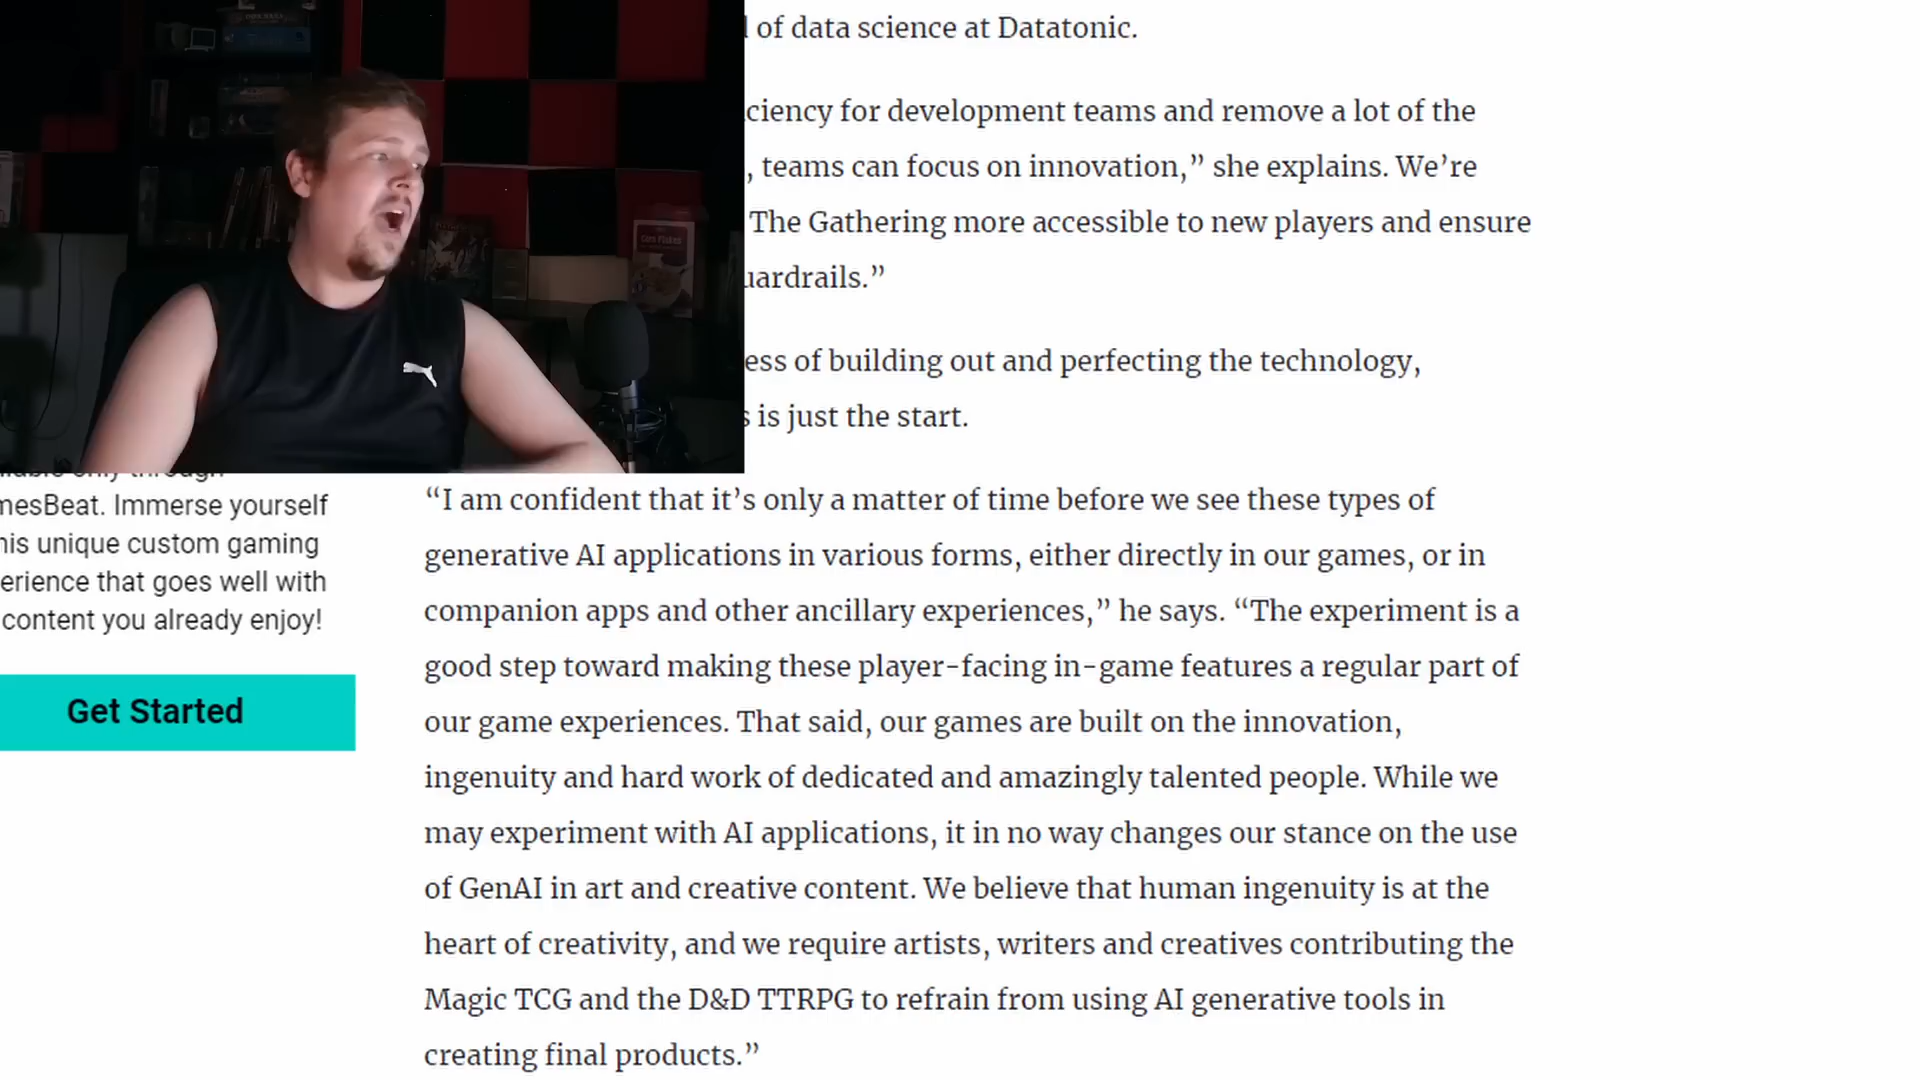 of data science at Datatonic.
ciency for development teams and remove a lot of the
, teams can focus on innovation,” she explains. We’re
The Gathering more accessible to new players and ensure
uardrails.”
ess of building out and perfecting the technology,
s is just the start.
“I am confident that it’s only a matter of time before we see these types of
generative AI applications in various forms, either directly in our games, or in
companion apps and other ancillary experiences,” he says. “The experiment is a
good step toward making these player-facing in-game features a regular part of
our game experiences. That said, our games are built on the innovation,
ingenuity and hard work of dedicated and amazingly talented people. While we
may experiment with AI applications, it in no way changes our stance on the use
of GenAI in art and creative content. We believe that human ingenuity is at the
heart of creativity, and we require artists, writers and creatives contributing the
Magic TCG and the D&D TTRPG to refrain from using AI generative tools in
creating final products.”
only through
mesBeat. Immerse yourself
his unique custom gaming
erience that goes well with
content you already enjoy!
Get Started
Corn Flakes